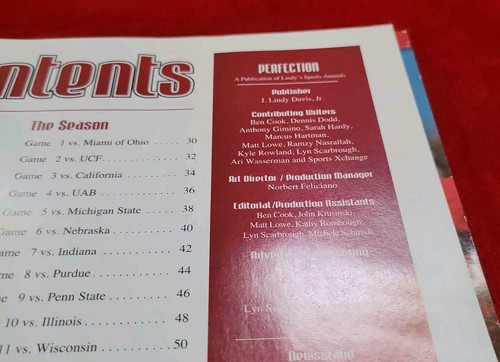 ntents
The Season
Game 1 vs. Miami of Ohio ..... 30
Game 2 vs. UCF ............... 32
Game 3 vs. California ........ 34
Game 4 vs. UAB ............... 36
Game 5 vs. Michigan State .... 38
Game 6 vs. Nebraska .......... 40
me 7 vs. Indiana ............. 42
me 8 vs. Purdue .............. 44
e 9 vs. Penn State ........... 46
10 vs. Illinois .............. 48
11 vs. Wisconsin ............. 50
PERFECTION
A Publication of Lindy's Sports Annuals
Publisher
J. Lindy Davis, Jr.
Contributing Writers
Ben Cook, Dennis Dodd,
Anthony Gimino, Sarah Hardy,
Marcus Hartman,
Matt Lowe, Ramzy Nasrallah,
Kyle Rowland, Lyn Scarbrough,
Ari Wasserman and Sports Xchange
Art Director / Production Manager
Norbert Feliciano
Editorial/Production Assistants
Ben Cook, John Krusinski,
Matt Lowe, Kathy Rombough,
Lyn Scarbrough, Michele Schmidt
Lyn
Newsstand